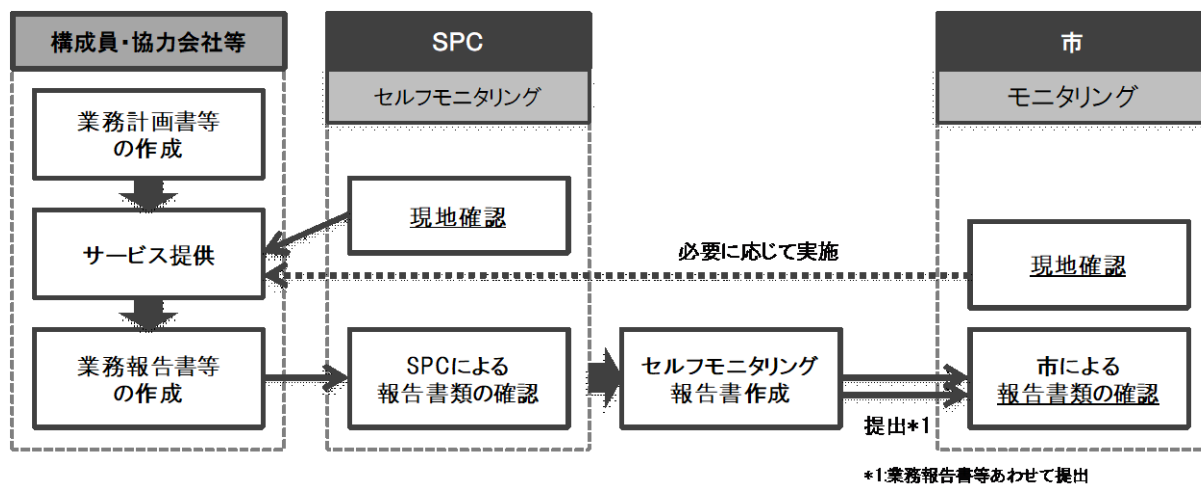 構成員・協力会社等
業務計画書等
の作成
サービス提供
業務報告書等
の作成
SPC
セルフモニタリング
現地確認
SPCによる
報告書類の確認
セルフモニタリング
報告書作成
必要に応じて実施
提出*1
市
モニタリング
現地確認
市による
報告書類の確認
*1:業務報告書等あわせて提出